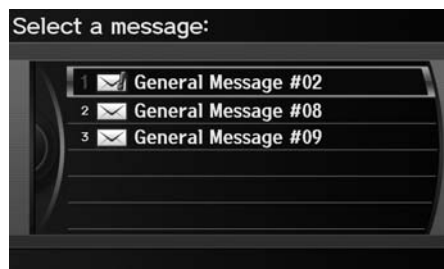 Select a message:
1 General Message #02
2 General Message #08
3 General Message #09